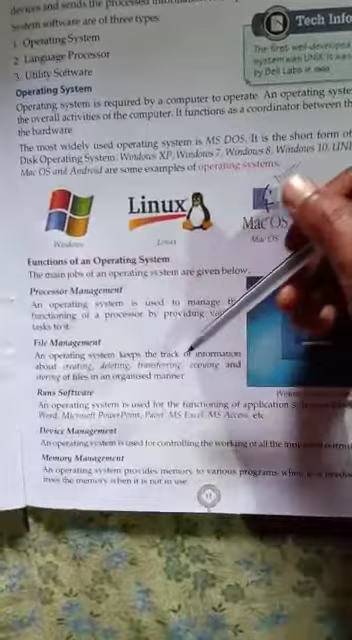 devices and sends the processed
System software are of three types:
1. Operating System
2. Language Processor
3. Utility Software
Tech Info
The first well-developed
system was UNIX. It was
by Bell Labs in
Operating System
Operating system is required by a computer to operate. An operating
the overall activities of the computer. It functions as a coordinator between the
the hardware.
The most widely used operating system is MS DOS. It is the short form of
Disk Operating System. Windows XP, Windows 7, Windows 8, Windows 10,
Mac OS and Android are some examples of operating systems.
Linux
Mac OS
Windows
Linux
Mac OS
Functions of an Operating System
The main jobs of an operating system are given below.
Processor Management
An operating system is used to manage
functioning of a processor by providing
tasks to it.
File Management
An operating system keeps the track of information
about creating, deleting, transferring, copying and
storing of files in an organised manner.
Runs Software
An operating system is used for the functioning of application
Word, Microsoft PowerPoint, Paint, MS Excel, MS Access, etc.
Device Management
An operating system is used for controlling the working of all the
Memory Management
An operating system provides memory to various programs when
frees the memory when it is not in use.